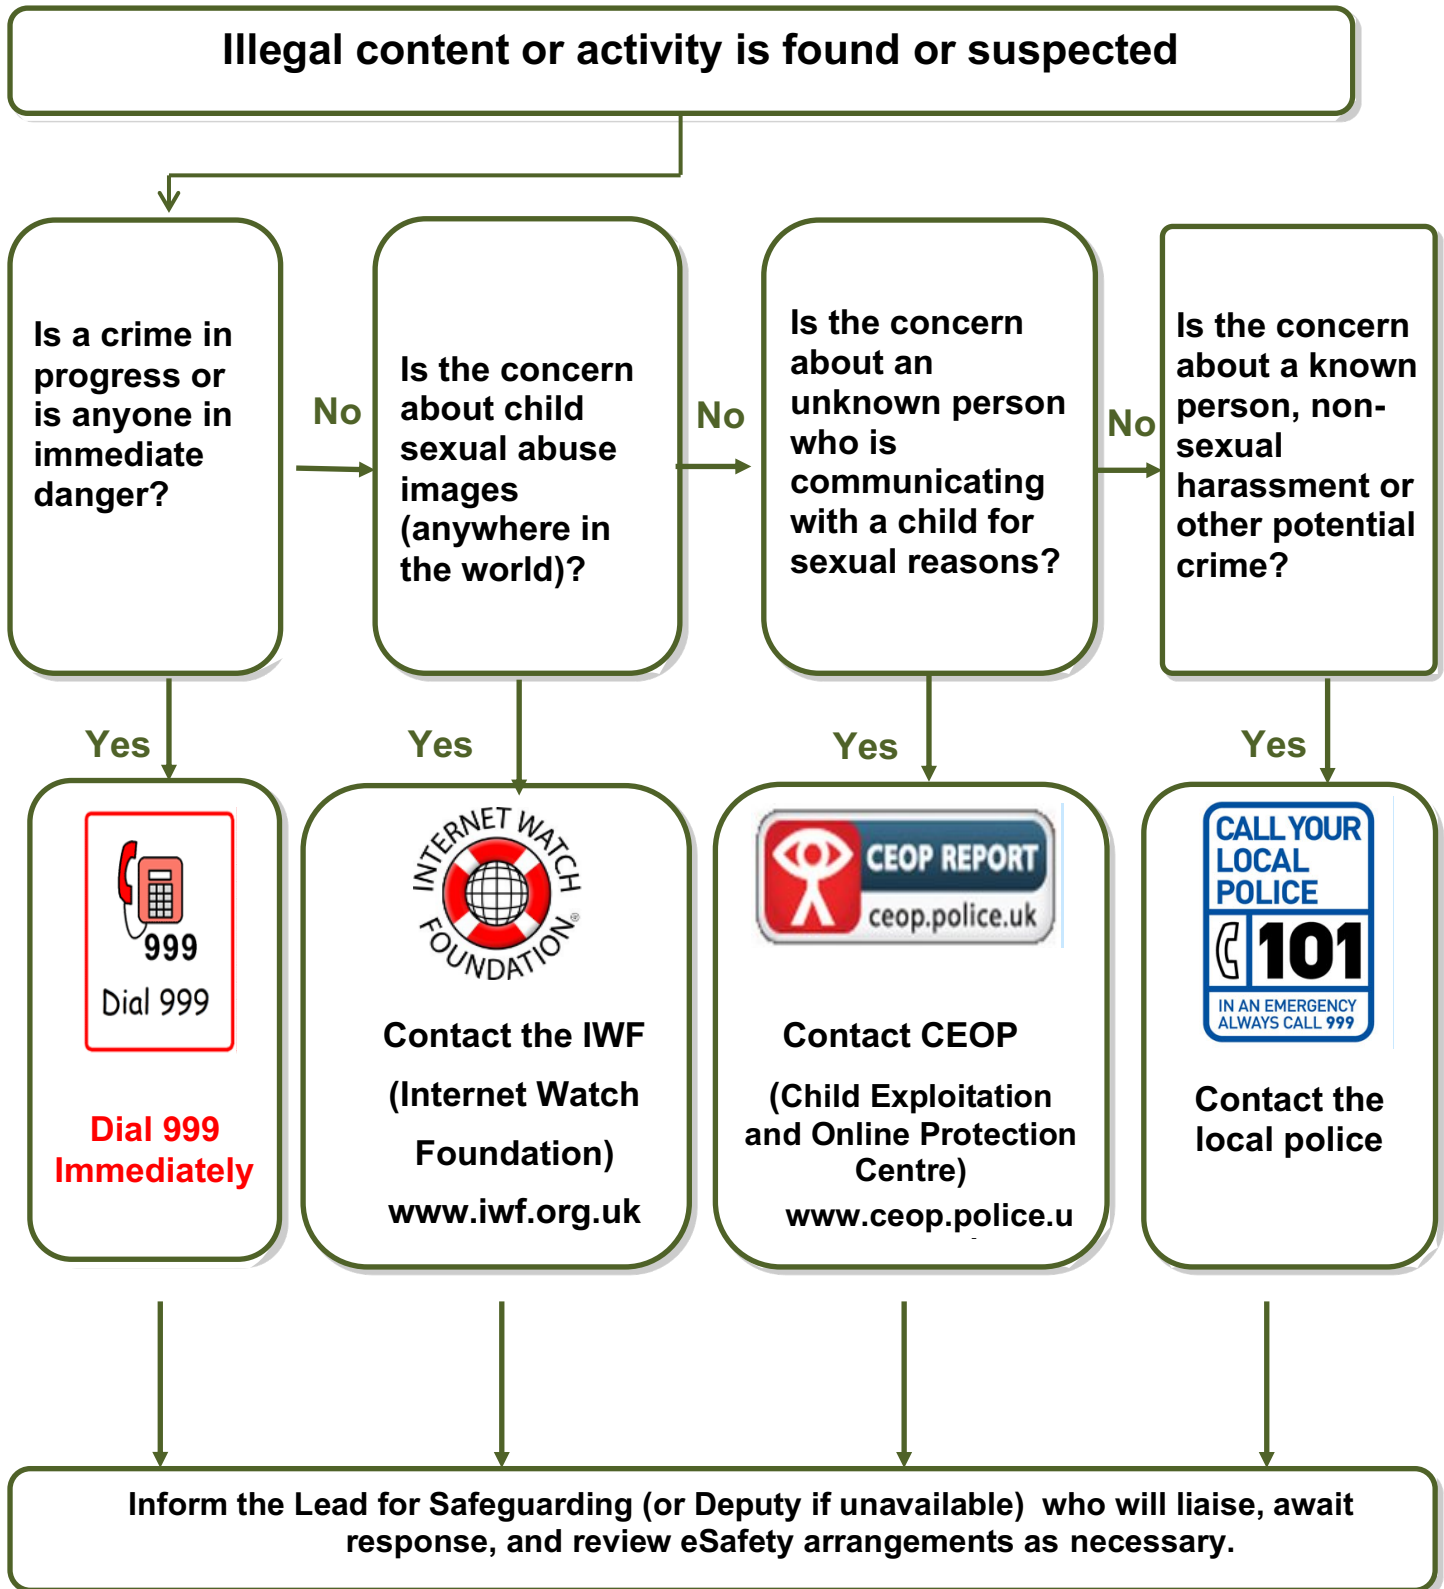 Illegal content or activity is found or suspected
Is a crime in
progress or
is anyone in
immediate
danger?
No
Is the concern
about child
sexual abuse
images
(anywhere in
the world)?
No
Is the concern
about an
unknown person
who is
communicating
with a child for
sexual reasons?
No
Is the concern
about a known
person, non-
sexual
harassment or
other potential
crime?
Yes
Yes
Yes
Yes
999
Dial 999
Dial 999
Immediately
INTERNET WATCH
FOUNDATION®
Contact the IWF
(Internet Watch
Foundation)
www.iwf.org.uk
CEOP REPORT
ceop.police.uk
Contact CEOP
(Child Exploitation
and Online Protection
Centre)
www.ceop.police.u
CALL YOUR
LOCAL
POLICE
101
IN AN EMERGENCY
ALWAYS CALL 999
Contact the
local police
Inform the Lead for Safeguarding (or Deputy if unavailable)  who will liaise, await
response, and review eSafety arrangements as necessary.